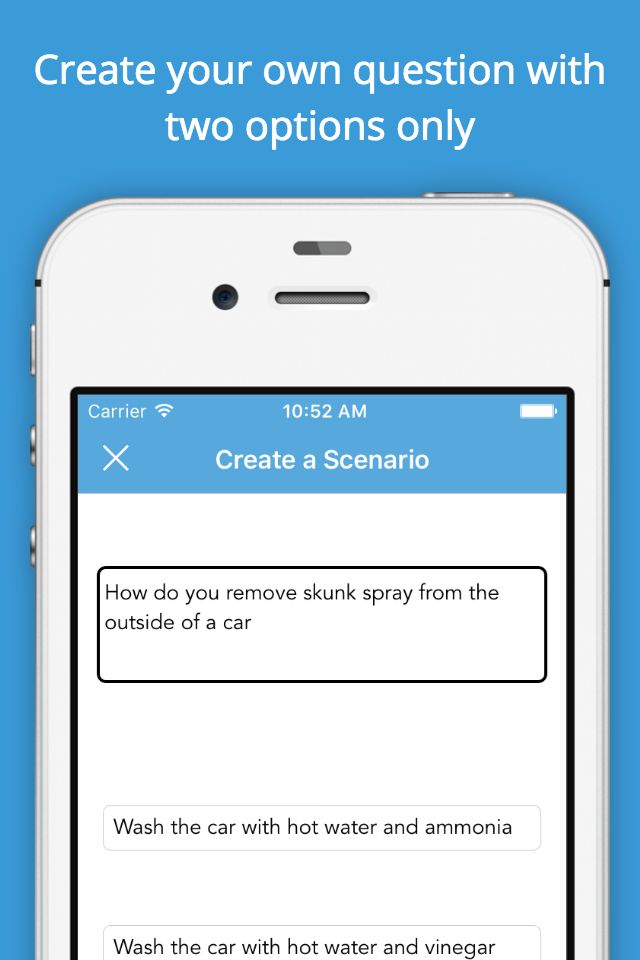 Create your own question with
two options only
Carrier 10:52 AM
Create a Scenario
How do you remove skunk spray from the
outside of a car
Wash the car with hot water and ammonia
Wash the car with hot water and vinegar